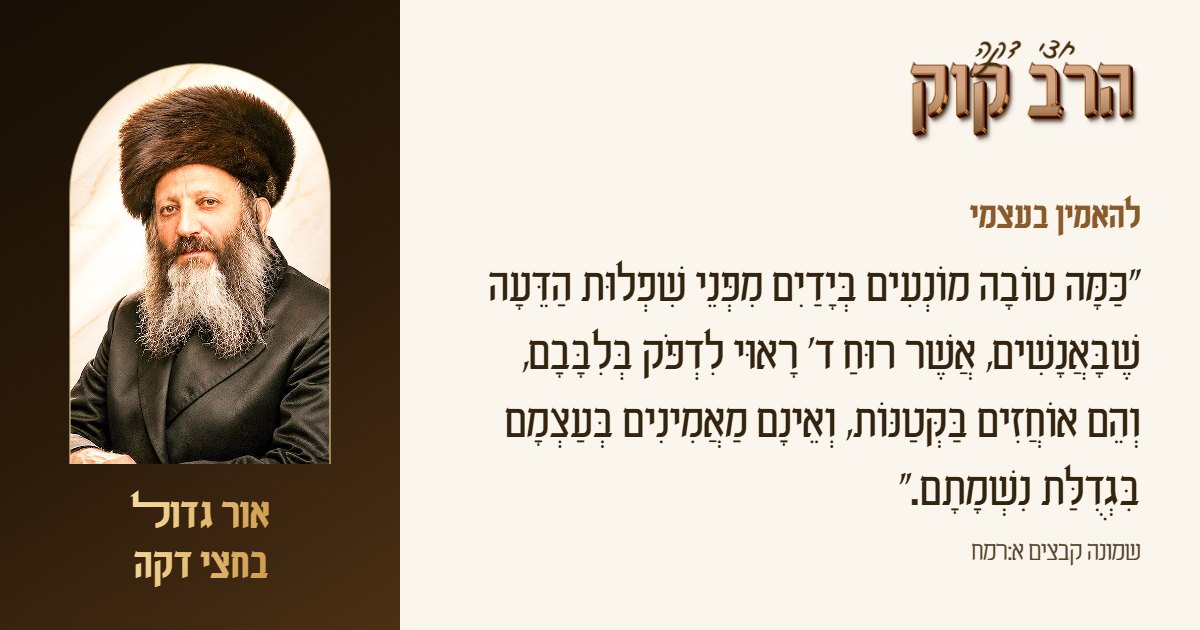 חצי דקה
הרב קוק
להאמין בעצמי
"כַּמָּה טוֹבָה מוֹנְעִים בְּיָדַיִם מִפְּנֵי שִׁפְלוּת הַדֵּעָה
שֶׁבָּאֲנָשִׁים, אֲשֶׁר רוּחַ ד' רָאוּי לִדְפֹּק בְּלִבָּבָם,
וְהֵם אוֹחֲזִים בַּקְּטַנּוֹת, וְאֵינָם מַאֲמִינִים בְּעַצְמָם
בִּגְדֻלַּת נִשְׁמָתָם."
שמונה קבצים א:רמח
אור גדול
בחצי דקה